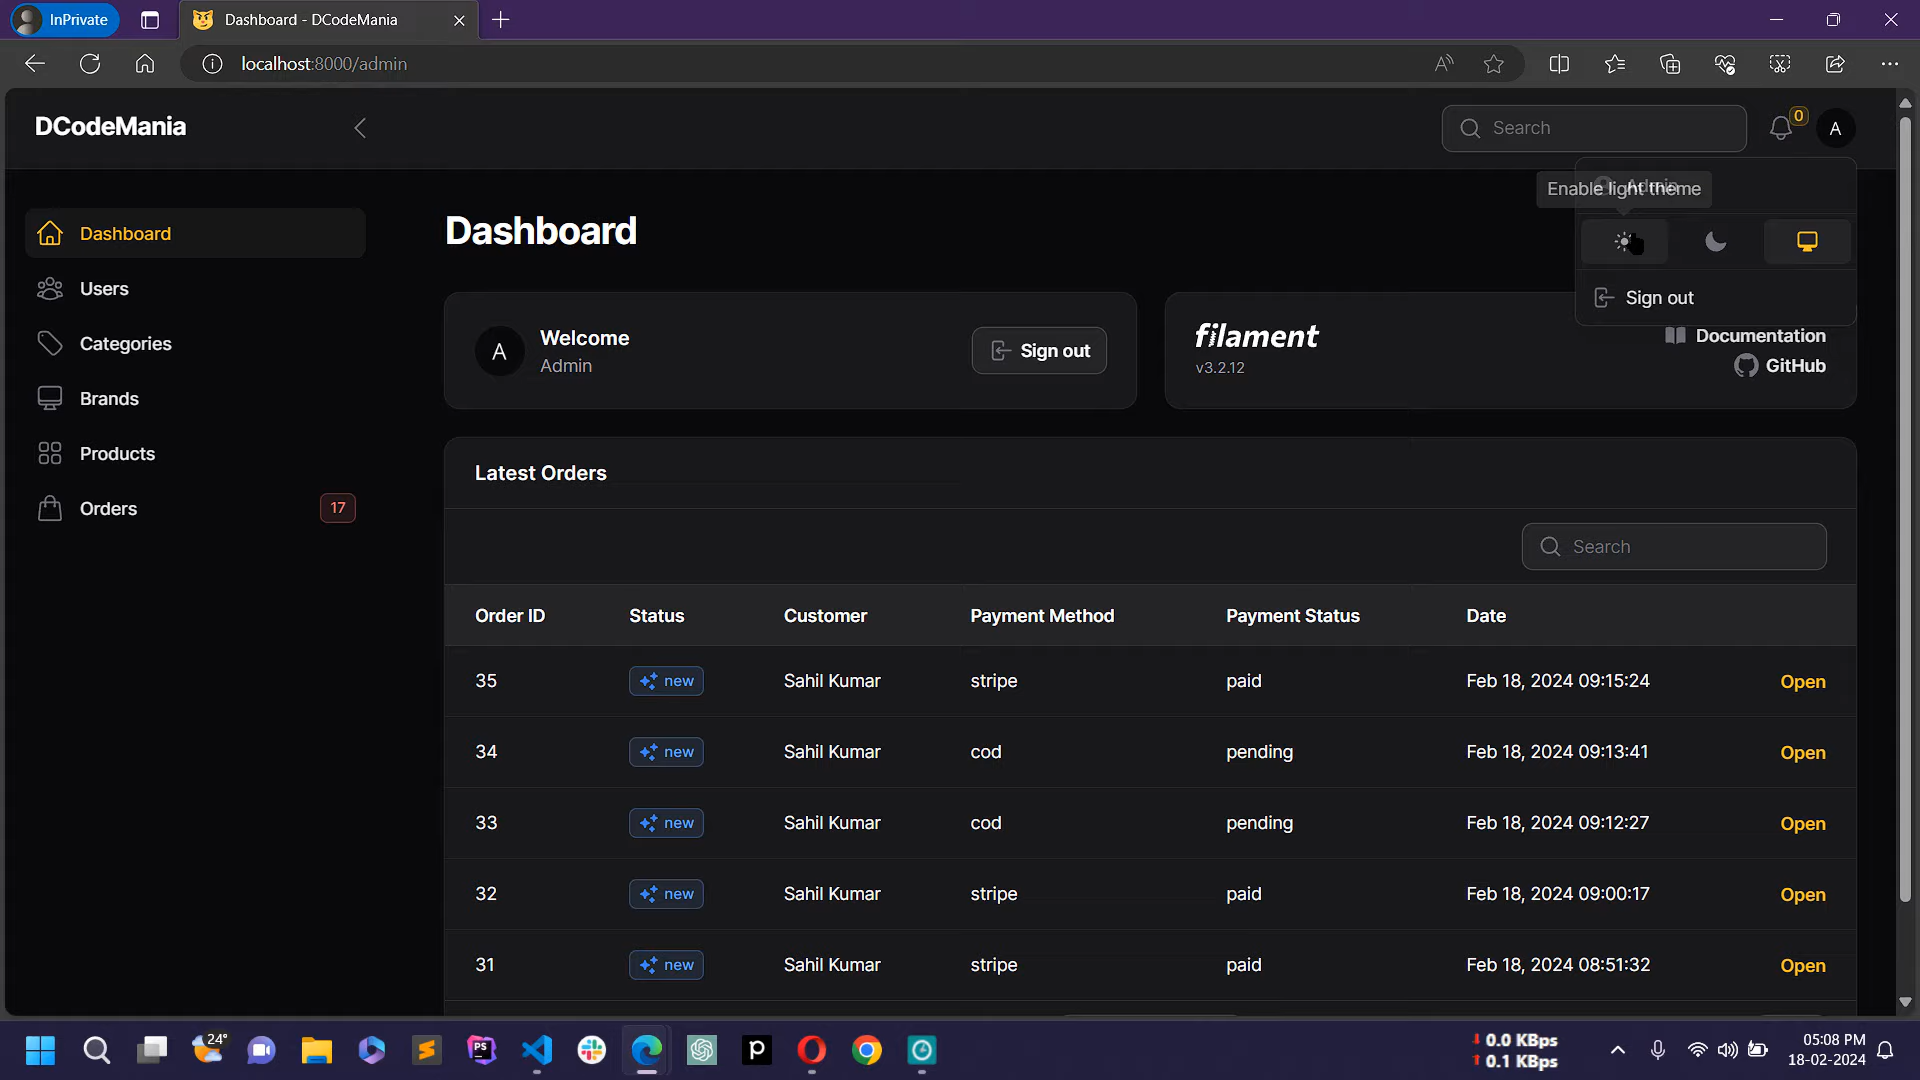 InPrivate
Dashboard - DCodeMania
localhost:8000/admin
DCodeMania
Search
0
A
Admin
Enable light theme
Dashboard
Users
Categories
Brands
Products
Orders
17
Sign out
Dashboard
A
Welcome
Admin
Sign out
filament
v3.2.12
Documentation
GitHub
Latest Orders
Search
Order ID Status Customer Payment Method Payment Status Date
35 new Sahil Kumar stripe paid Feb 18, 2024 09:15:24 Open
34 new Sahil Kumar cod pending Feb 18, 2024 09:13:41 Open
33 new Sahil Kumar cod pending Feb 18, 2024 09:12:27 Open
32 new Sahil Kumar stripe paid Feb 18, 2024 09:00:17 Open
31 new Sahil Kumar stripe paid Feb 18, 2024 08:51:32 Open
24°
PS
P
0.0 KBps
0.1 KBps
05:08 PM
18-02-2024